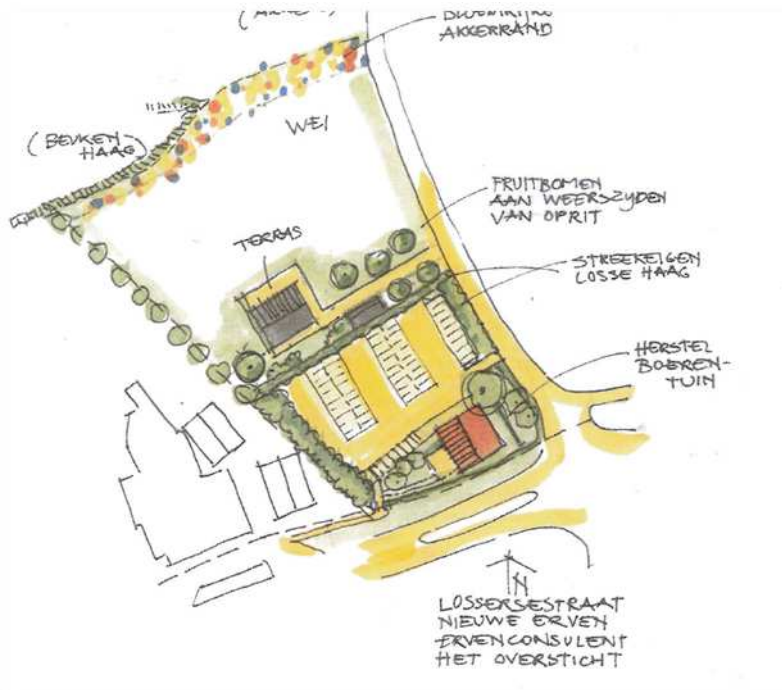 AKKERRAND
WEI
(BEUKEN-
HAAG)
FRUITBOMEN
AAN WEERSZYDEN
VAN OPRIT
TERRAS
STREEKEIGEN
LOSSE HAAG
HERSTEL
BOEREN-
TUIN
N
LOSSERSESTRAAT
NIEUWE ERVEN
ERVENCONSULENT
HET OVERSTICHT